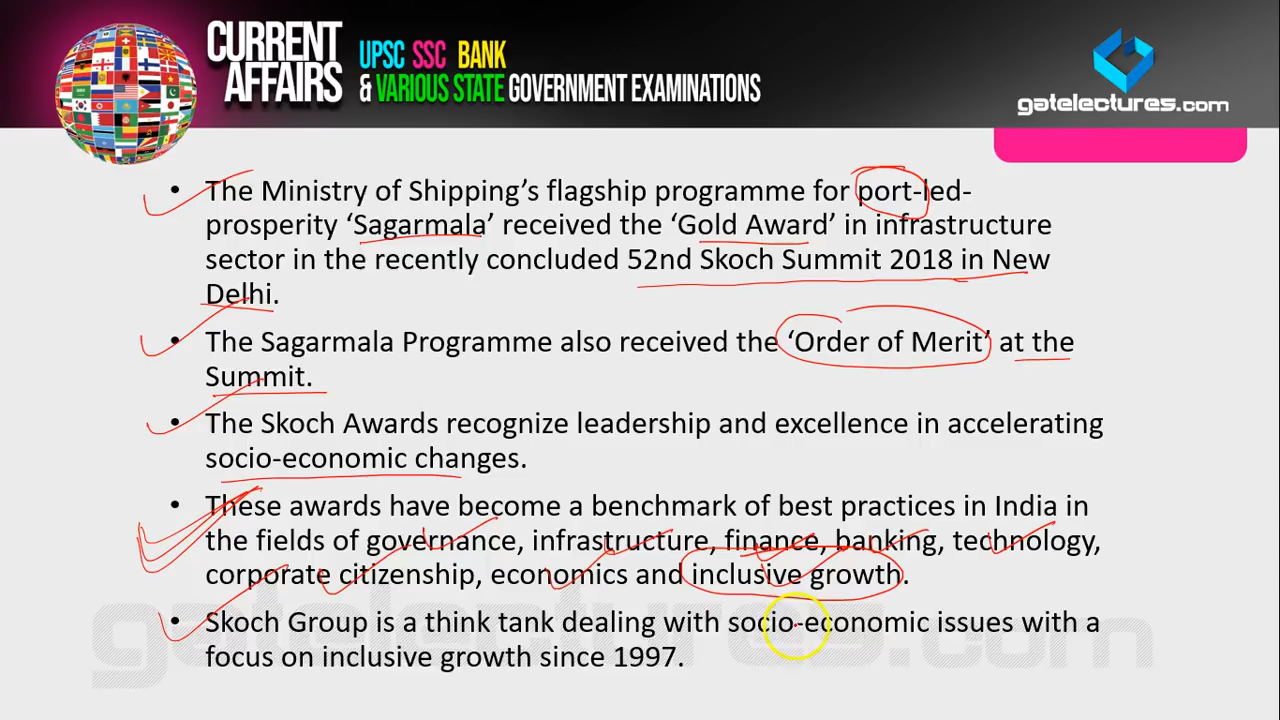 CURRENT
AFFAIRS
UPSC SSC BANK
& VARIOUS STATE GOVERNMENT EXAMINATIONS
gatelectures.com
• The Ministry of Shipping's flagship programme for port-led-
prosperity ‘Sagarmala’ received the ‘Gold Award’ in infrastructure
sector in the recently concluded 52nd Skoch Summit 2018 in New
Delhi.
• The Sagarmala Programme also received the ‘Order of Merit’ at the
Summit.
• The Skoch Awards recognize leadership and excellence in accelerating
socio-economic changes.
• These awards have become a benchmark of best practices in India in
the fields of governance, infrastructure, finance, banking, technology,
corporate citizenship, economics and inclusive growth.
• Skoch Group is a think tank dealing with socio-economic issues with a
focus on inclusive growth since 1997.
gatelectures.com